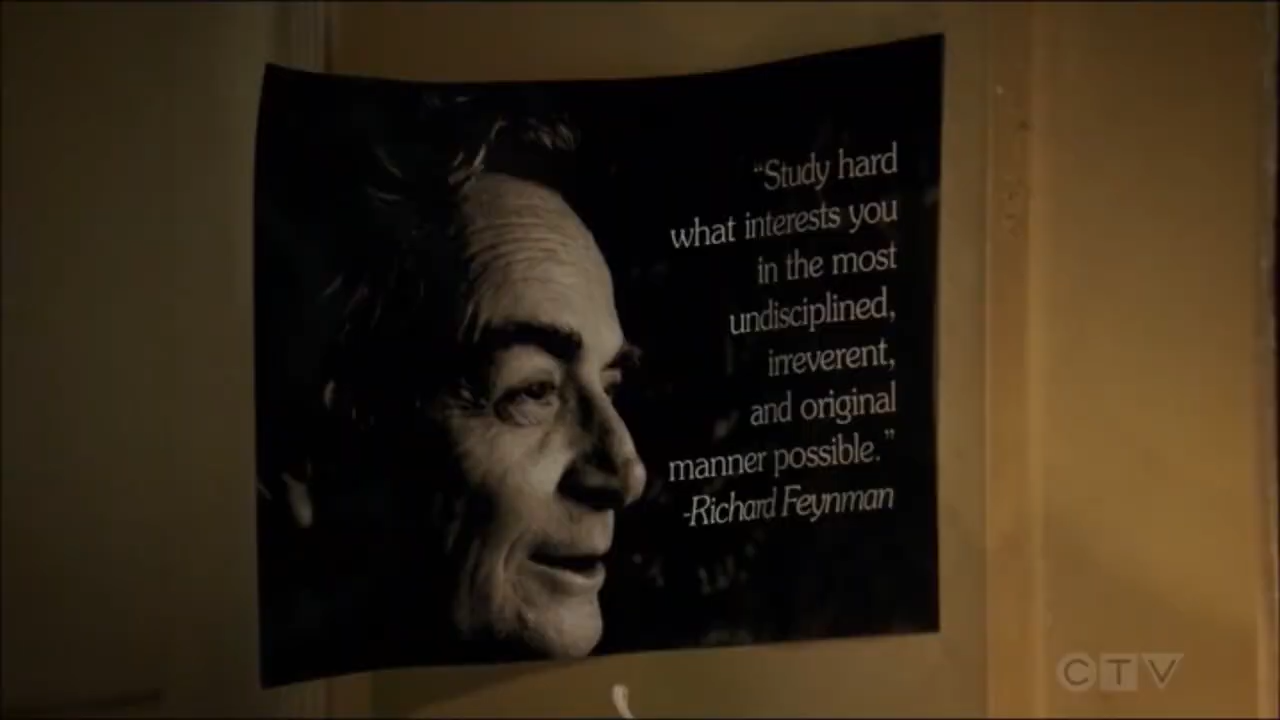 “Study hard
what interests you
in the most
undisciplined,
irreverent,
and original
manner possible.”
-Richard Feynman
CTV